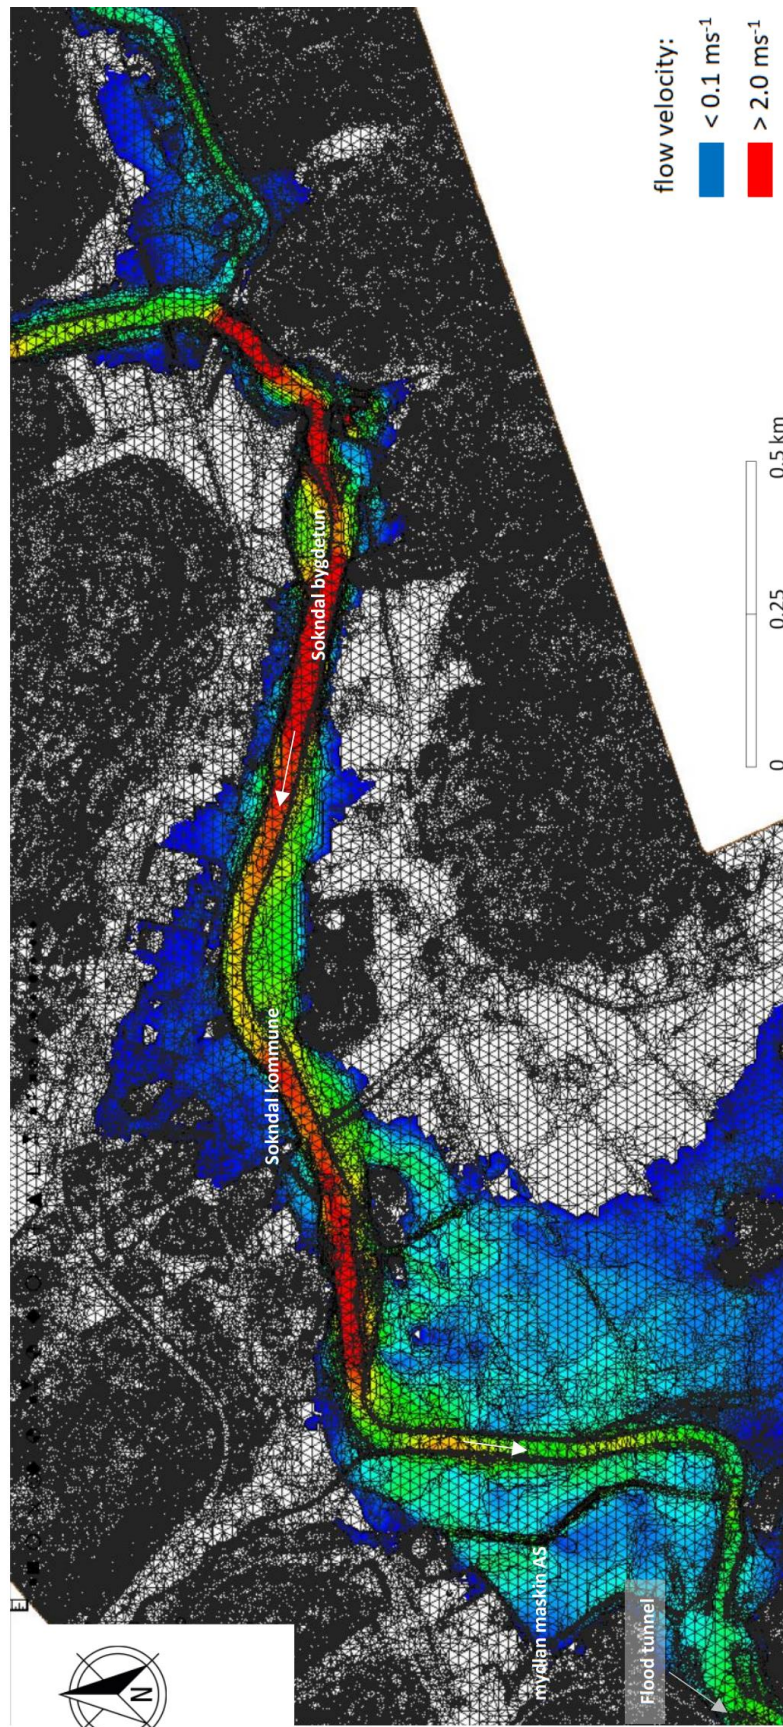 flow velocity:
< 0.1 ms-1
> 2.0 ms-1
Sokndal bygdetun
Sokndal kommune
mydlan maskin AS
Flood tunnel
N
0
0.25
0.5 km